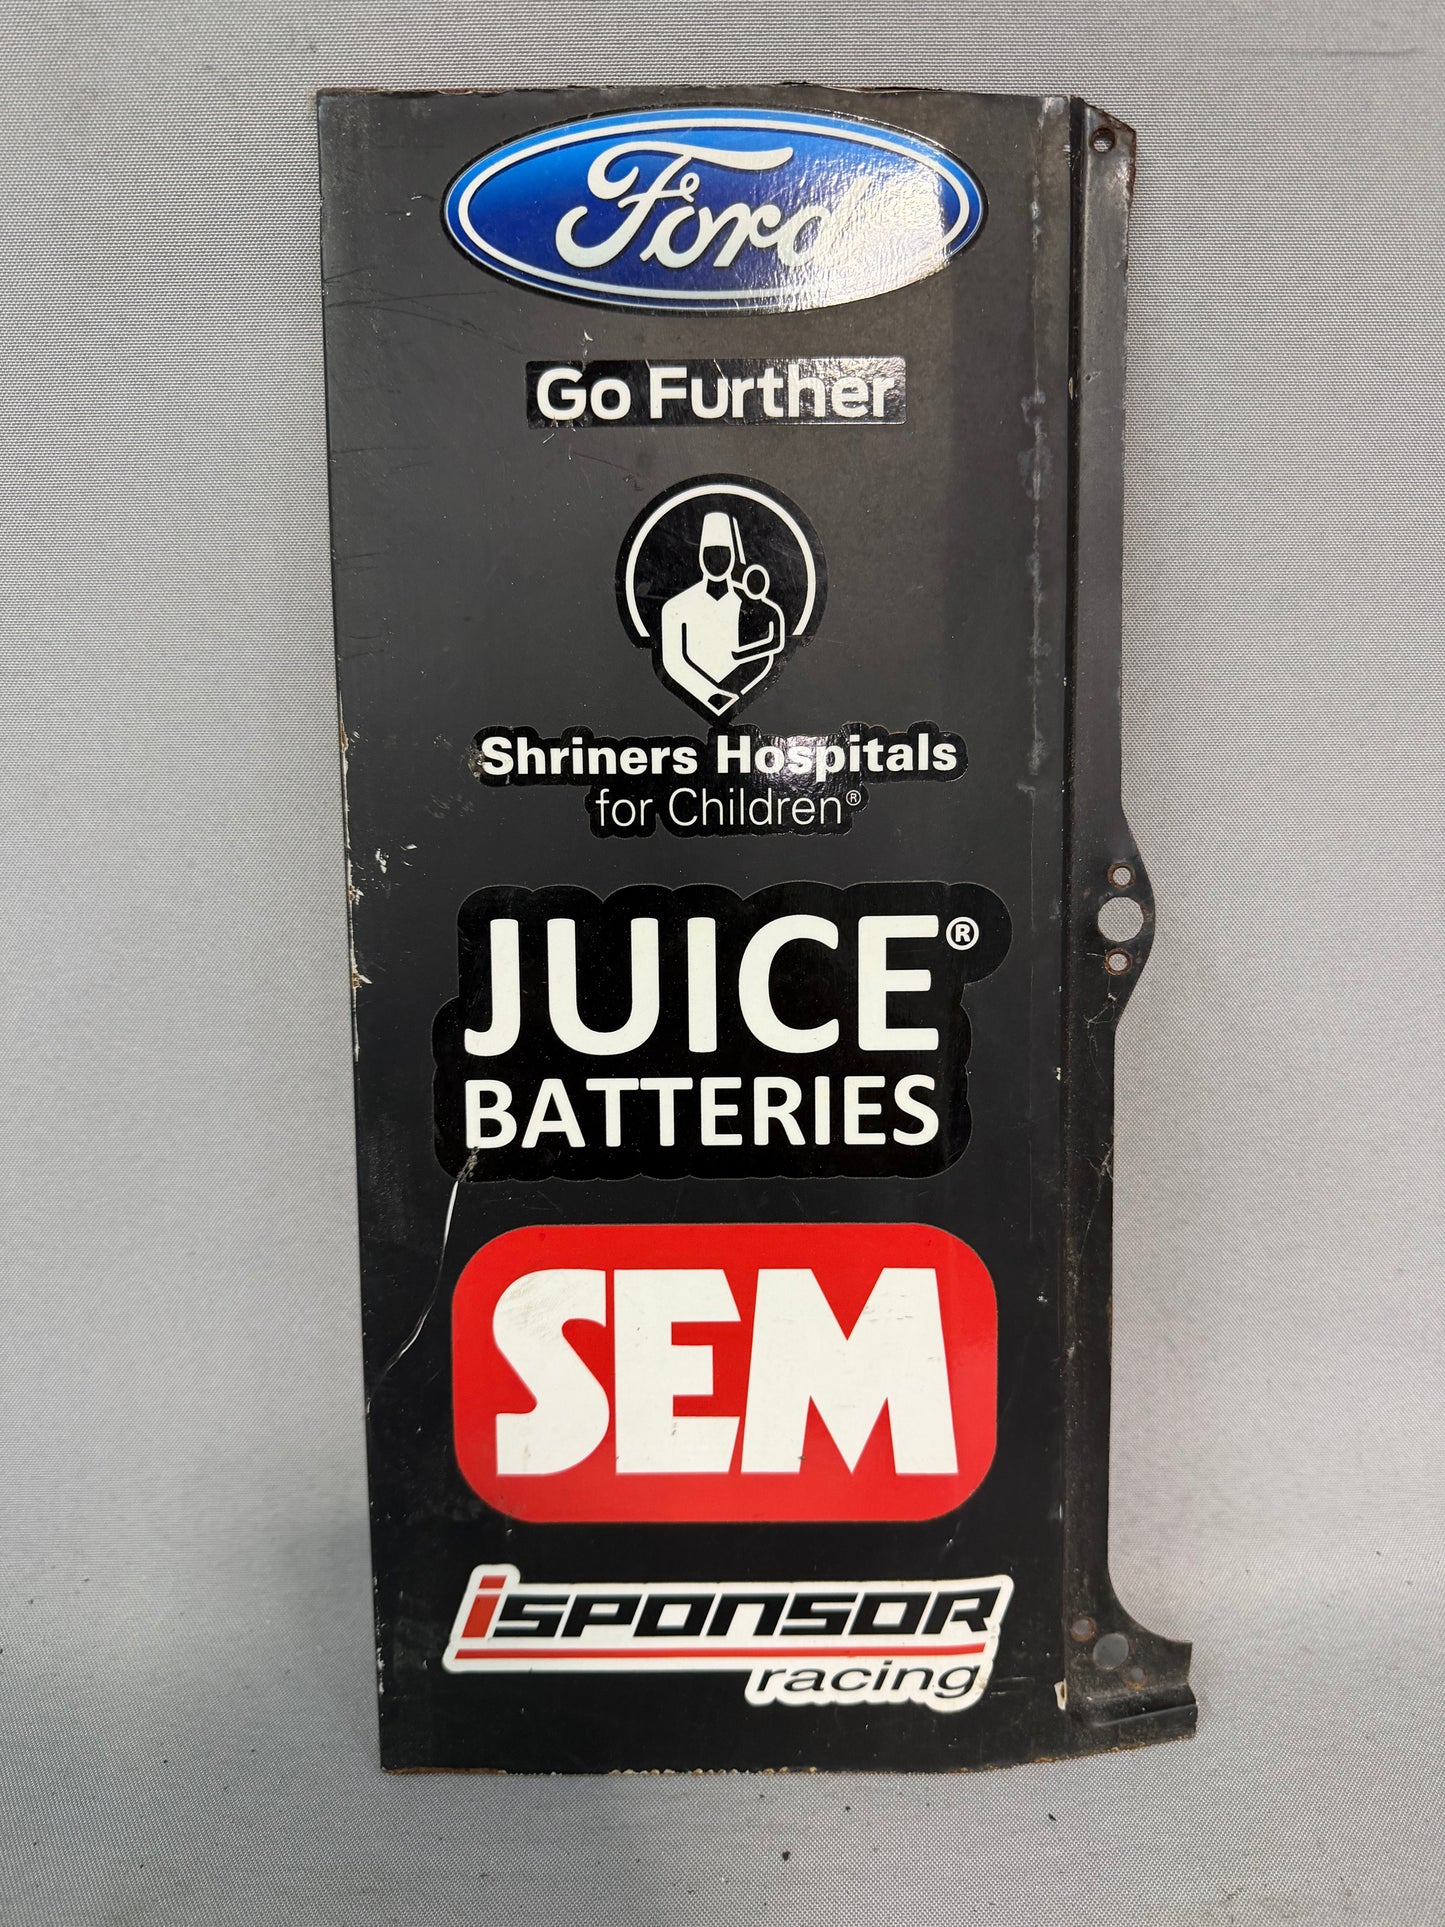 Ford
Go Further
Shriners Hospitals
for Children®
JUICE®
BATTERIES
SEM
iSPONSOR
racing